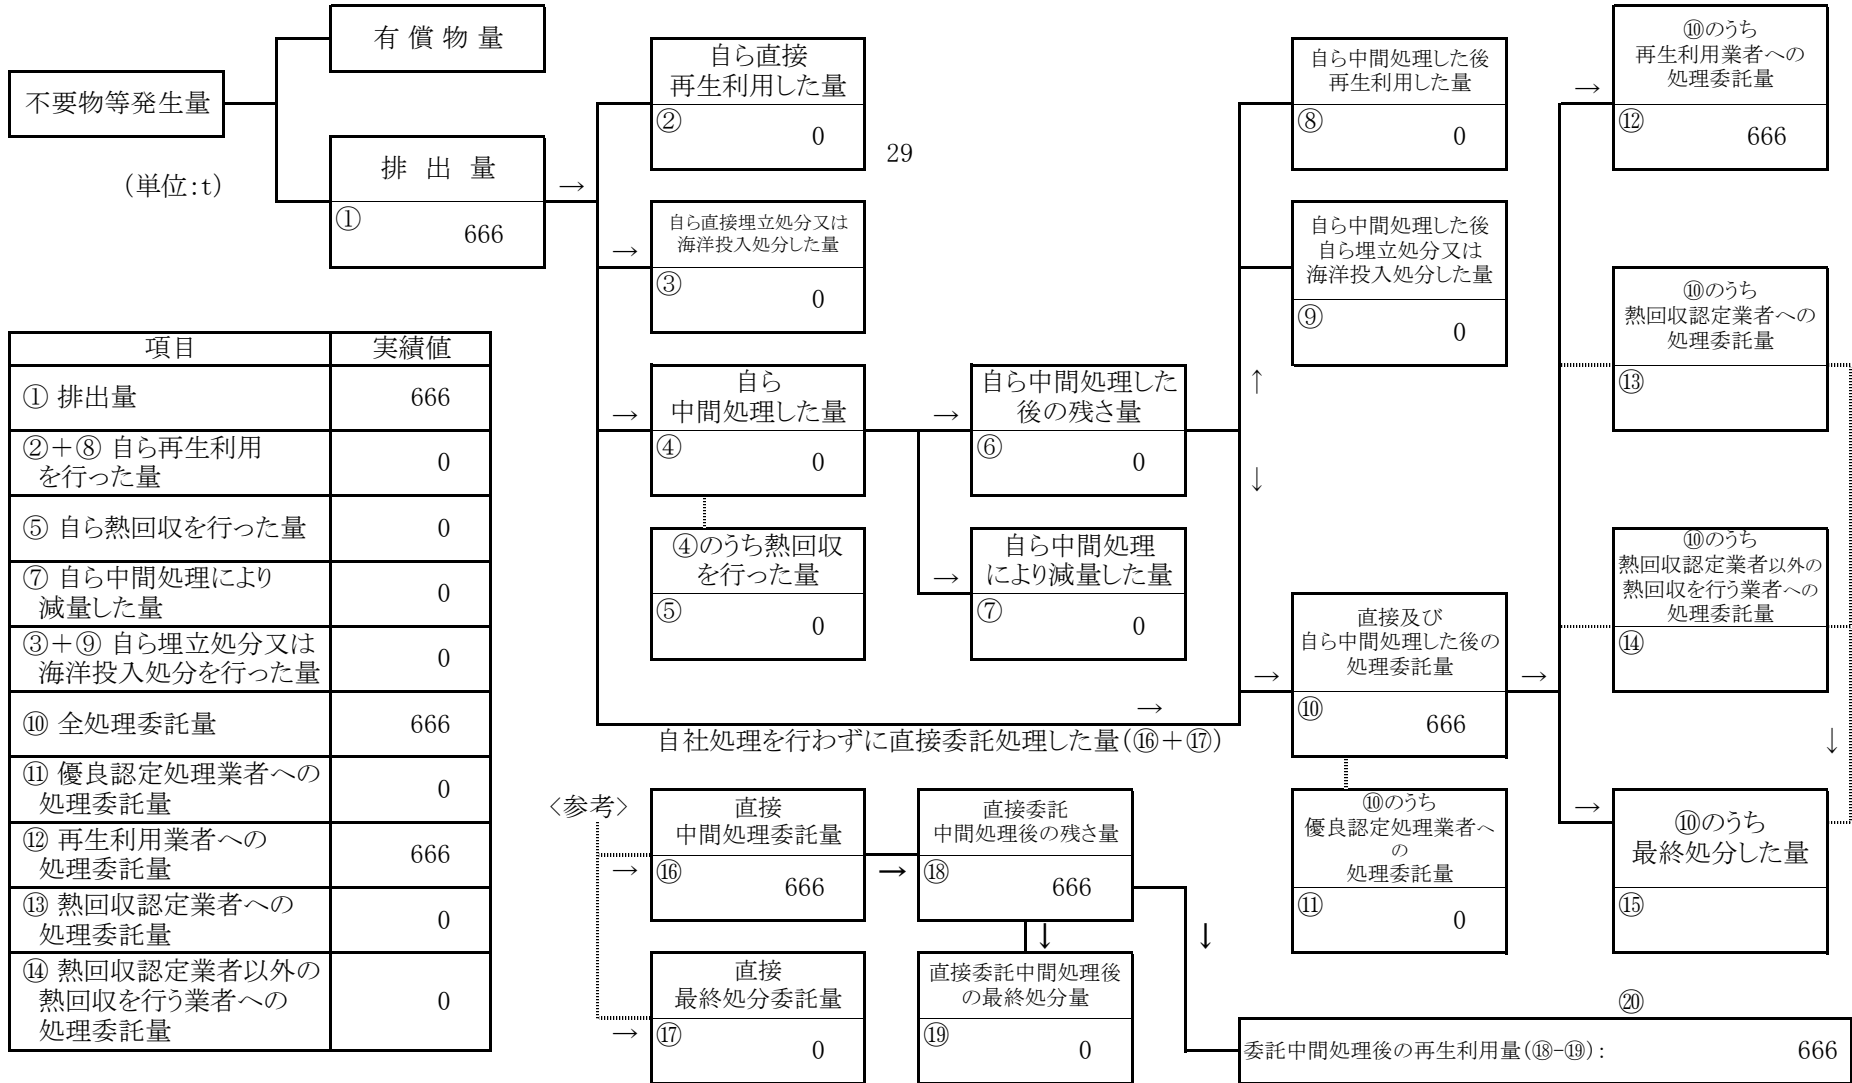 不要物等発生量
(単位:t)
有償物量
排出量
①
666
→
自ら直接
再生利用した量
②
0
29
→
自ら直接埋立処分又は
海洋投入処分した量
③
0
→
自ら
中間処理した量
④
0
④のうち熱回収
を行った量
⑤
0
→
自ら中間処理した
後の残さ量
⑥
0
→
自ら中間処理
により減量した量
⑦
0
自ら中間処理した後
再生利用した量
⑧
0
自ら中間処理した後
自ら埋立処分又は
海洋投入処分した量
⑨
0
↑
↓
→
自社処理を行わずに直接委託処理した量(⑯+⑰)
→
直接及び
自ら中間処理した後の
処理委託量
⑩
666
⑩のうち
優良認定処理業者へ
の
処理委託量
⑪
0
→
→
⑩のうち
再生利用業者への
処理委託量
⑫
666
⑩のうち
熱回収認定業者への
処理委託量
⑬
⑩のうち
熱回収認定業者以外の
熱回収を行う業者への
処理委託量
⑭
↓
→
⑩のうち
最終処分した量
⑮
項目 実績値
① 排出量 666
②+⑧ 自ら再生利用
を行った量 0
⑤ 自ら熱回収を行った量 0
⑦ 自ら中間処理により
減量した量 0
③+⑨ 自ら埋立処分又は
海洋投入処分を行った量 0
⑩ 全処理委託量 666
⑪ 優良認定処理業者への
処理委託量 0
⑫ 再生利用業者への
処理委託量 666
⑬ 熱回収認定業者への
処理委託量 0
⑭ 熱回収認定業者以外の
熱回収を行う業者への
処理委託量 0
〈参考〉
→
直接
中間処理委託量
⑯
666
→
直接委託
中間処理後の残さ量
⑱
666
↓
↓
→
直接
最終処分委託量
⑰
0
直接委託中間処理後
の最終処分量
⑲
0
⑳
委託中間処理後の再生利用量(⑱-⑲): 666